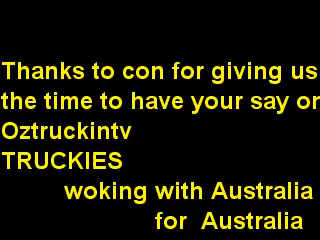 Thanks to con for giving us
the time to have your say or
Oztruckintv
TRUCKIES
woking with Australia
for Australia